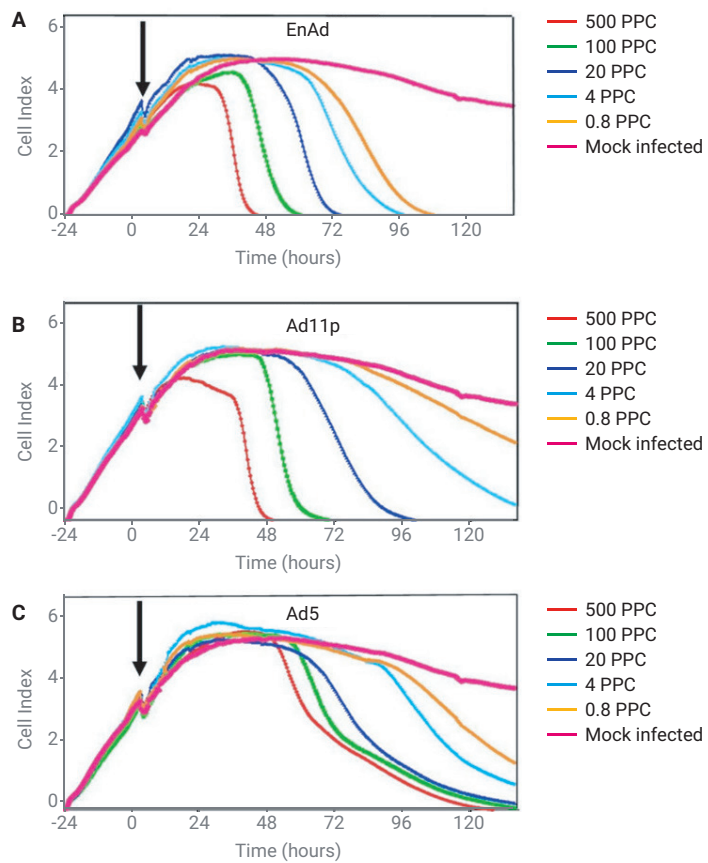 A
EnAd
Cell Index
6
4
2
0
-24 0 24 48 72 96 120
Time (hours)
500 PPC
100 PPC
20 PPC
4 PPC
0.8 PPC
Mock infected
B
Ad11p
Cell Index
6
4
2
0
-24 0 24 48 72 96 120
Time (hours)
500 PPC
100 PPC
20 PPC
4 PPC
0.8 PPC
Mock infected
C
Ad5
Cell Index
6
4
2
0
-24 0 24 48 72 96 120
Time (hours)
500 PPC
100 PPC
20 PPC
4 PPC
0.8 PPC
Mock infected